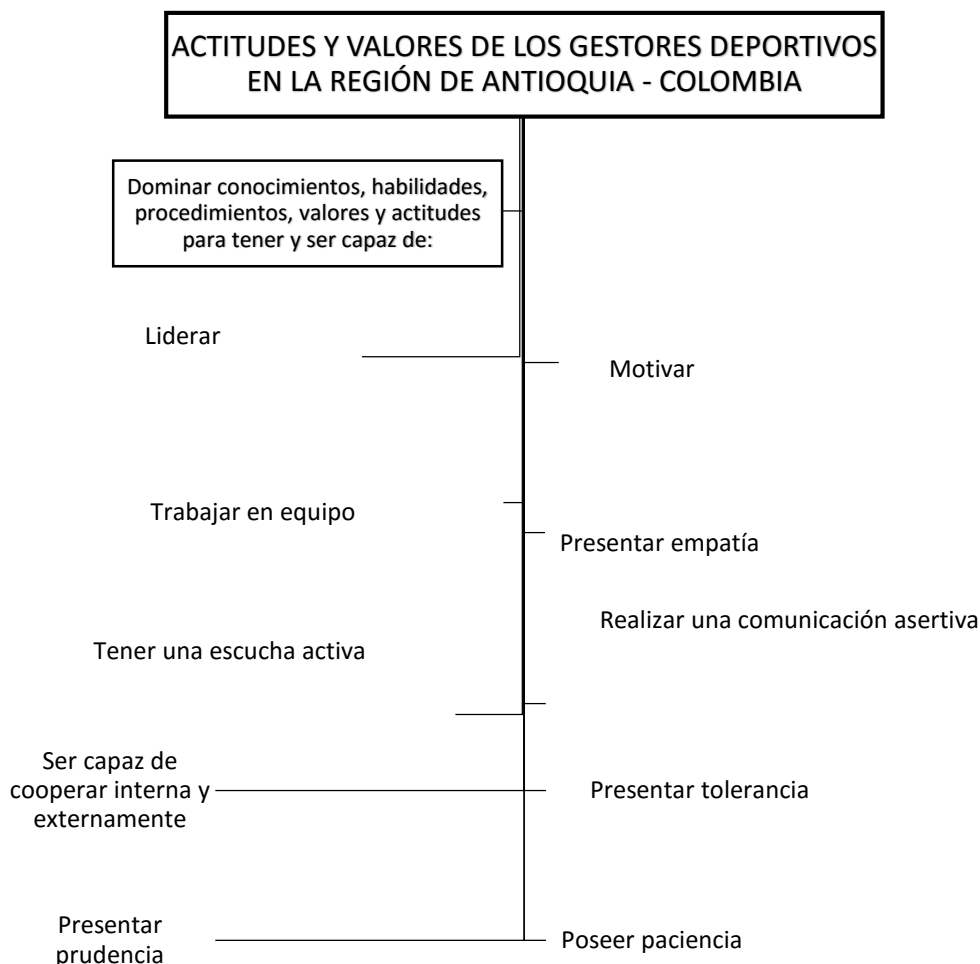 ACTITUDES Y VALORES DE LOS GESTORES DEPORTIVOS
EN LA REGIÓN DE ANTIOQUIA - COLOMBIA
Dominar conocimientos, habilidades,
procedimientos, valores y actitudes
para tener y ser capaz de:
Liderar
Motivar
Trabajar en equipo
Presentar empatía
Realizar una comunicación asertiva
Tener una escucha activa
Ser capaz de
cooperar interna y
externamente
Presentar tolerancia
Presentar
prudencia
Poseer paciencia